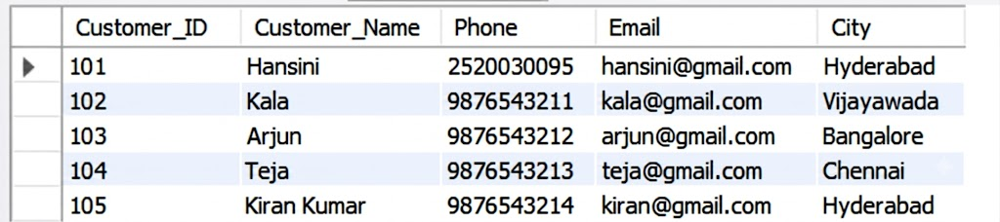 Customer_ID Customer_Name Phone Email City
101 Hansini 2520030095 hansini@gmail.com Hyderabad
102 Kala 9876543211 kala@gmail.com Vijayawada
103 Arjun 9876543212 arjun@gmail.com Bangalore
104 Teja 9876543213 teja@gmail.com Chennai
105 Kiran Kumar 9876543214 kiran@gmail.com Hyderabad